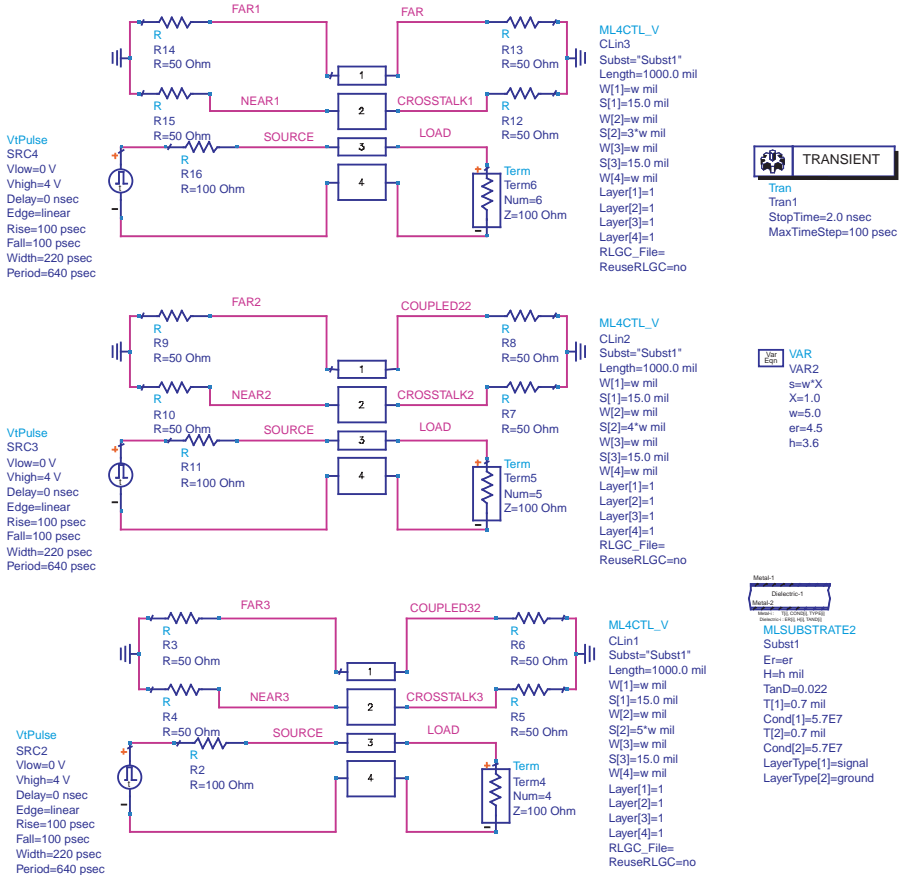 FAR1
FAR
R
R14
R=50 Ohm
R
R13
R=50 Ohm
1
NEAR1
2
CROSSTALK1
R
R15
R=50 Ohm
R
R12
R=50 Ohm
SOURCE
3
LOAD
VtPulse
SRC4
Vlow=0 V
Vhigh=4 V
Delay=0 nsec
Edge=linear
Rise=100 psec
Fall=100 psec
Width=220 psec
Period=640 psec
+
t
R
R16
R=100 Ohm
4
+
Term
Term6
Num=6
Z=100 Ohm
ML4CTL_V
CLin3
Subst="Subst1"
Length=1000.0 mil
W[1]=w mil
S[1]=15.0 mil
W[2]=w mil
S[2]=3*w mil
W[3]=w mil
S[3]=15.0 mil
W[4]=w mil
Layer[1]=1
Layer[2]=1
Layer[3]=1
Layer[4]=1
RLGC_File=
ReuseRLGC=no
TRANSIENT
Tran
Tran1
StopTime=2.0 nsec
MaxTimeStep=100 psec
FAR2
COUPLED22
R
R9
R=50 Ohm
R
R8
R=50 Ohm
1
NEAR2
2
CROSSTALK2
R
R10
R=50 Ohm
R
R7
R=50 Ohm
SOURCE
3
LOAD
VtPulse
SRC3
Vlow=0 V
Vhigh=4 V
Delay=0 nsec
Edge=linear
Rise=100 psec
Fall=100 psec
Width=220 psec
Period=640 psec
+
t
R
R11
R=100 Ohm
4
+
Term
Term5
Num=5
Z=100 Ohm
ML4CTL_V
CLin2
Subst="Subst1"
Length=1000.0 mil
W[1]=w mil
S[1]=15.0 mil
W[2]=w mil
S[2]=4*w mil
W[3]=w mil
S[3]=15.0 mil
W[4]=w mil
Layer[1]=1
Layer[2]=1
Layer[3]=1
Layer[4]=1
RLGC_File=
ReuseRLGC=no
Var
Eqn
VAR
VAR2
s=w*X
X=1.0
w=5.0
er=4.5
h=3.6
FAR3
COUPLED32
R
R3
R=50 Ohm
R
R6
R=50 Ohm
1
NEAR3
2
CROSSTALK3
R
R4
R=50 Ohm
R
R5
R=50 Ohm
SOURCE
3
LOAD
VtPulse
SRC2
Vlow=0 V
Vhigh=4 V
Delay=0 nsec
Edge=linear
Rise=100 psec
Fall=100 psec
Width=220 psec
Period=640 psec
+
t
R
R2
R=100 Ohm
4
+
Term
Term4
Num=4
Z=100 Ohm
ML4CTL_V
CLin1
Subst="Subst1"
Length=1000.0 mil
W[1]=w mil
S[1]=15.0 mil
W[2]=w mil
S[2]=5*w mil
W[3]=w mil
S[3]=15.0 mil
W[4]=w mil
Layer[1]=1
Layer[2]=1
Layer[3]=1
Layer[4]=1
RLGC_File=
ReuseRLGC=no
Metal-1
Dielectric-1
Metal-2
Metal-i : T[i], COND[i], TYPE[i]
Dielectric-i : ER[i], H[i], TAND[i]
MLSUBSTRATE2
Subst1
Er=er
H=h mil
TanD=0.022
T[1]=0.7 mil
Cond[1]=5.7E7
T[2]=0.7 mil
Cond[2]=5.7E7
LayerType[1]=signal
LayerType[2]=ground